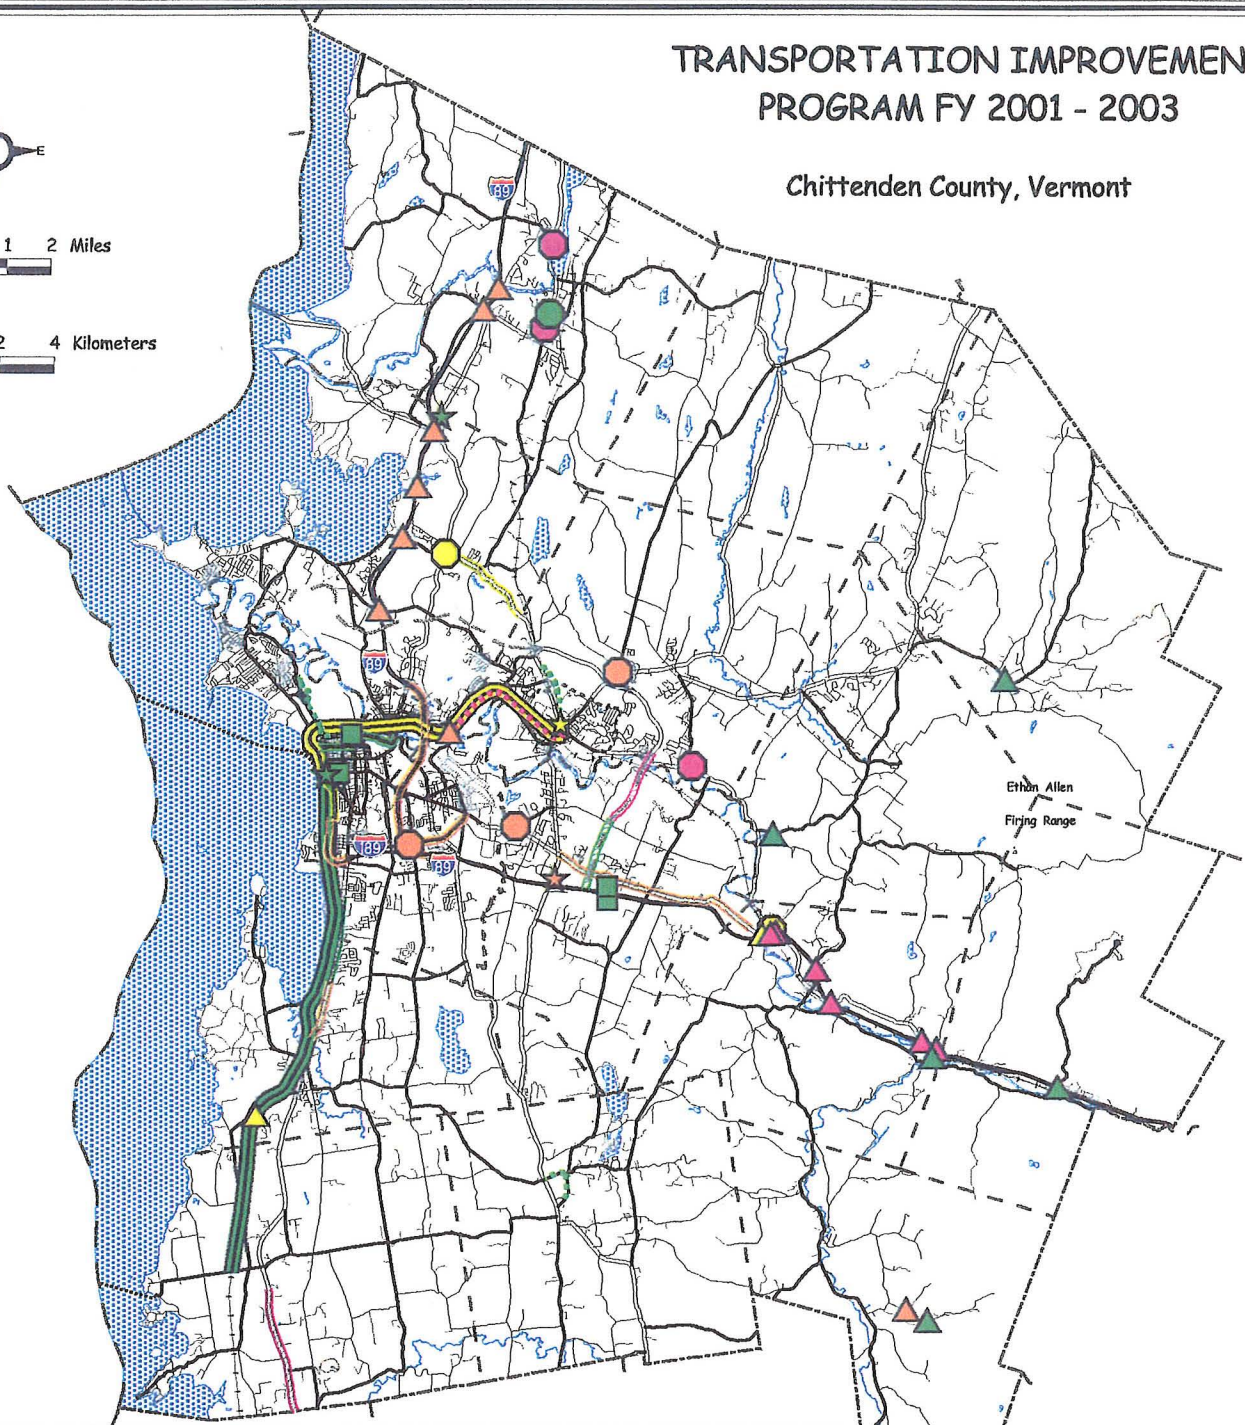 TRANSPORTATION IMPROVEMEN
PROGRAM FY 2001 - 2003
Chittenden County, Vermont
E
1 2 Miles
2 4 Kilometers
89
89
189
89
Ethan Allen
Firing Range